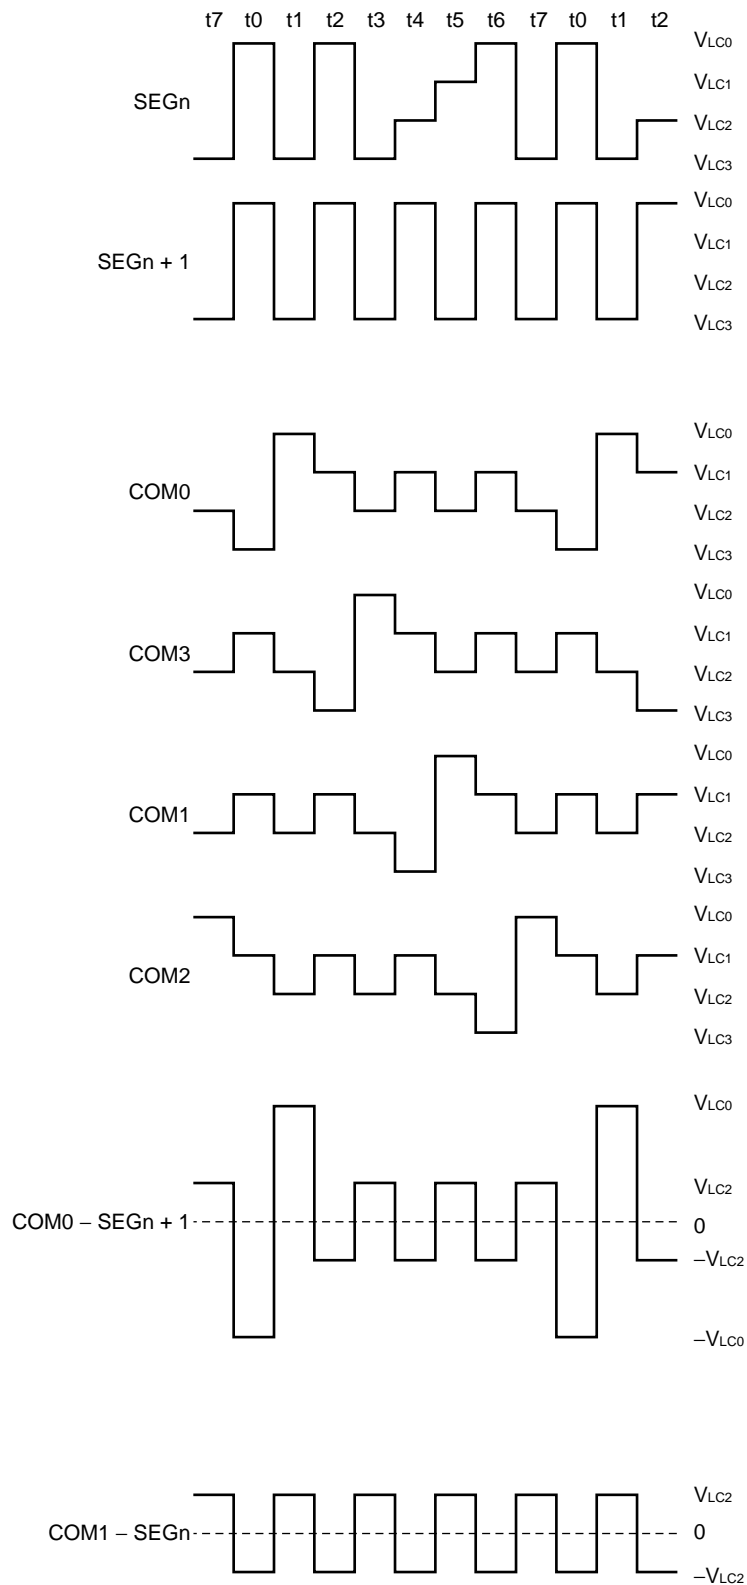 t7 t0 t1 t2 t3 t4 t5 t6 t7 t0 t1 t2
SEGn
VLC0
VLC1
VLC2
VLC3
SEGn + 1
VLC0
VLC1
VLC2
VLC3
COM0
VLC0
VLC1
VLC2
VLC3
COM3
VLC0
VLC1
VLC2
VLC3
COM1
VLC0
VLC1
VLC2
VLC3
COM2
VLC0
VLC1
VLC2
VLC3
COM0 – SEGn + 1
VLC0
VLC2
0
–VLC2
–VLC0
COM1 – SEGn
VLC2
0
–VLC2